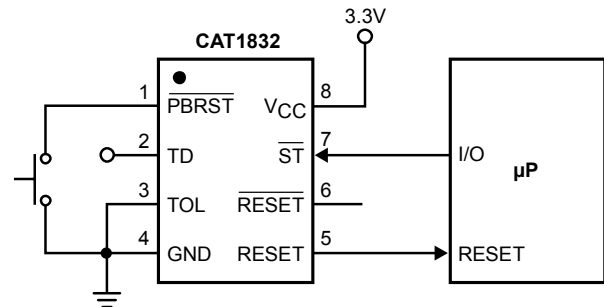 3.3V
CAT1832
1 PBRST VCC 8
2 TD ST 7 I/O
µP
3 TOL RESET 6
4 GND RESET 5 RESET